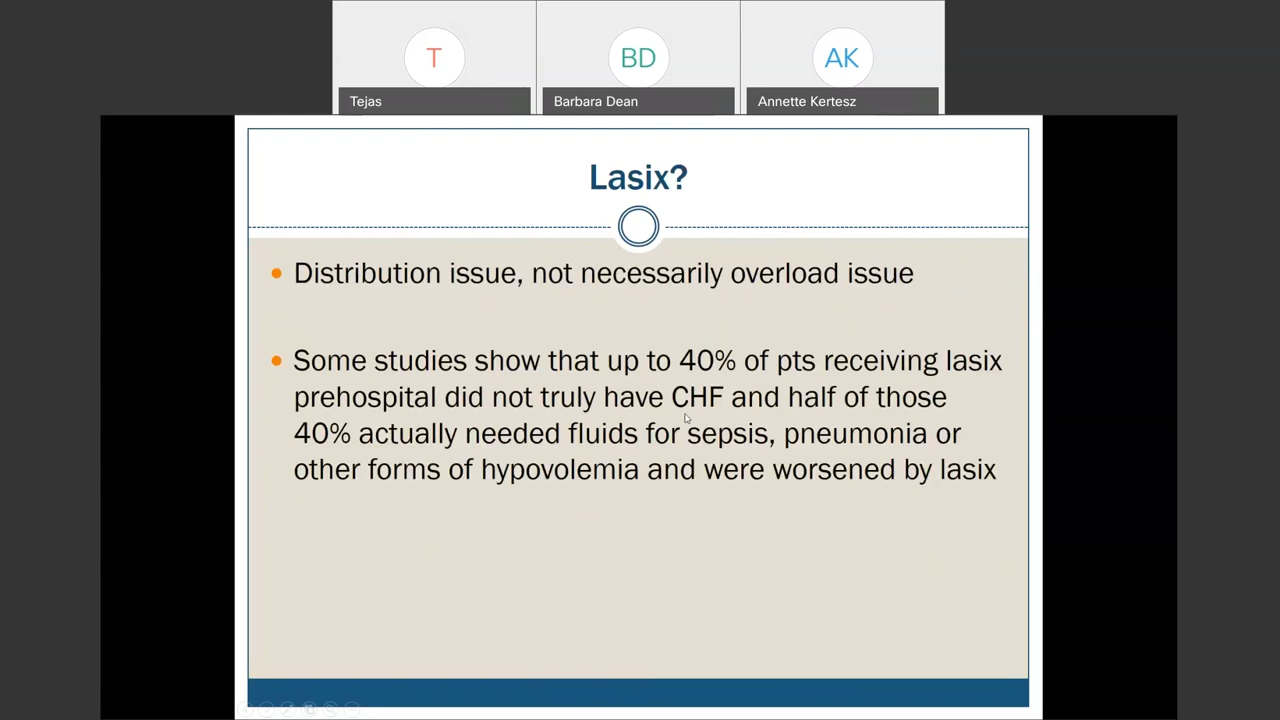 T
BD
AK
Tejas
Barbara Dean
Annette Kertesz
Lasix?
• Distribution issue, not necessarily overload issue
• Some studies show that up to 40% of pts receiving lasix
prehospital did not truly have CHF and half of those
40% actually needed fluids for sepsis, pneumonia or
other forms of hypovolemia and were worsened by lasix